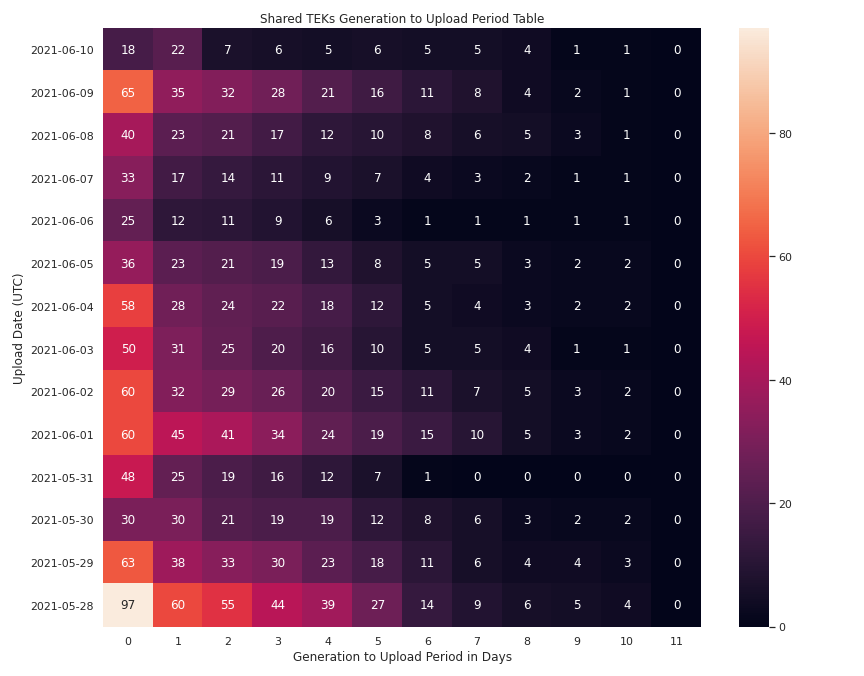 Shared TEKs Generation to Upload Period Table
Upload Date (UTC)
2021-06-10 18 22 7 6 5 6 5 5 4 1 1 0
2021-06-09 65 35 32 28 21 16 11 8 4 2 1 0
2021-06-08 40 23 21 17 12 10 8 6 5 3 1 0
2021-06-07 33 17 14 11 9 7 4 3 2 1 1 0
2021-06-06 25 12 11 9 6 3 1 1 1 1 1 0
2021-06-05 36 23 21 19 13 8 5 5 3 2 2 0
2021-06-04 58 28 24 22 18 12 5 4 3 2 2 0
2021-06-03 50 31 25 20 16 10 5 5 4 1 1 0
2021-06-02 60 32 29 26 20 15 11 7 5 3 2 0
2021-06-01 60 45 41 34 24 19 15 10 5 3 2 0
2021-05-31 48 25 19 16 12 7 1 0 0 0 0 0
2021-05-30 30 30 21 19 19 12 8 6 3 2 2 0
2021-05-29 63 38 33 30 23 18 11 6 4 4 3 0
2021-05-28 97 60 55 44 39 27 14 9 6 5 4 0
0 1 2 3 4 5 6 7 8 9 10 11
Generation to Upload Period in Days
80
60
40
20
0